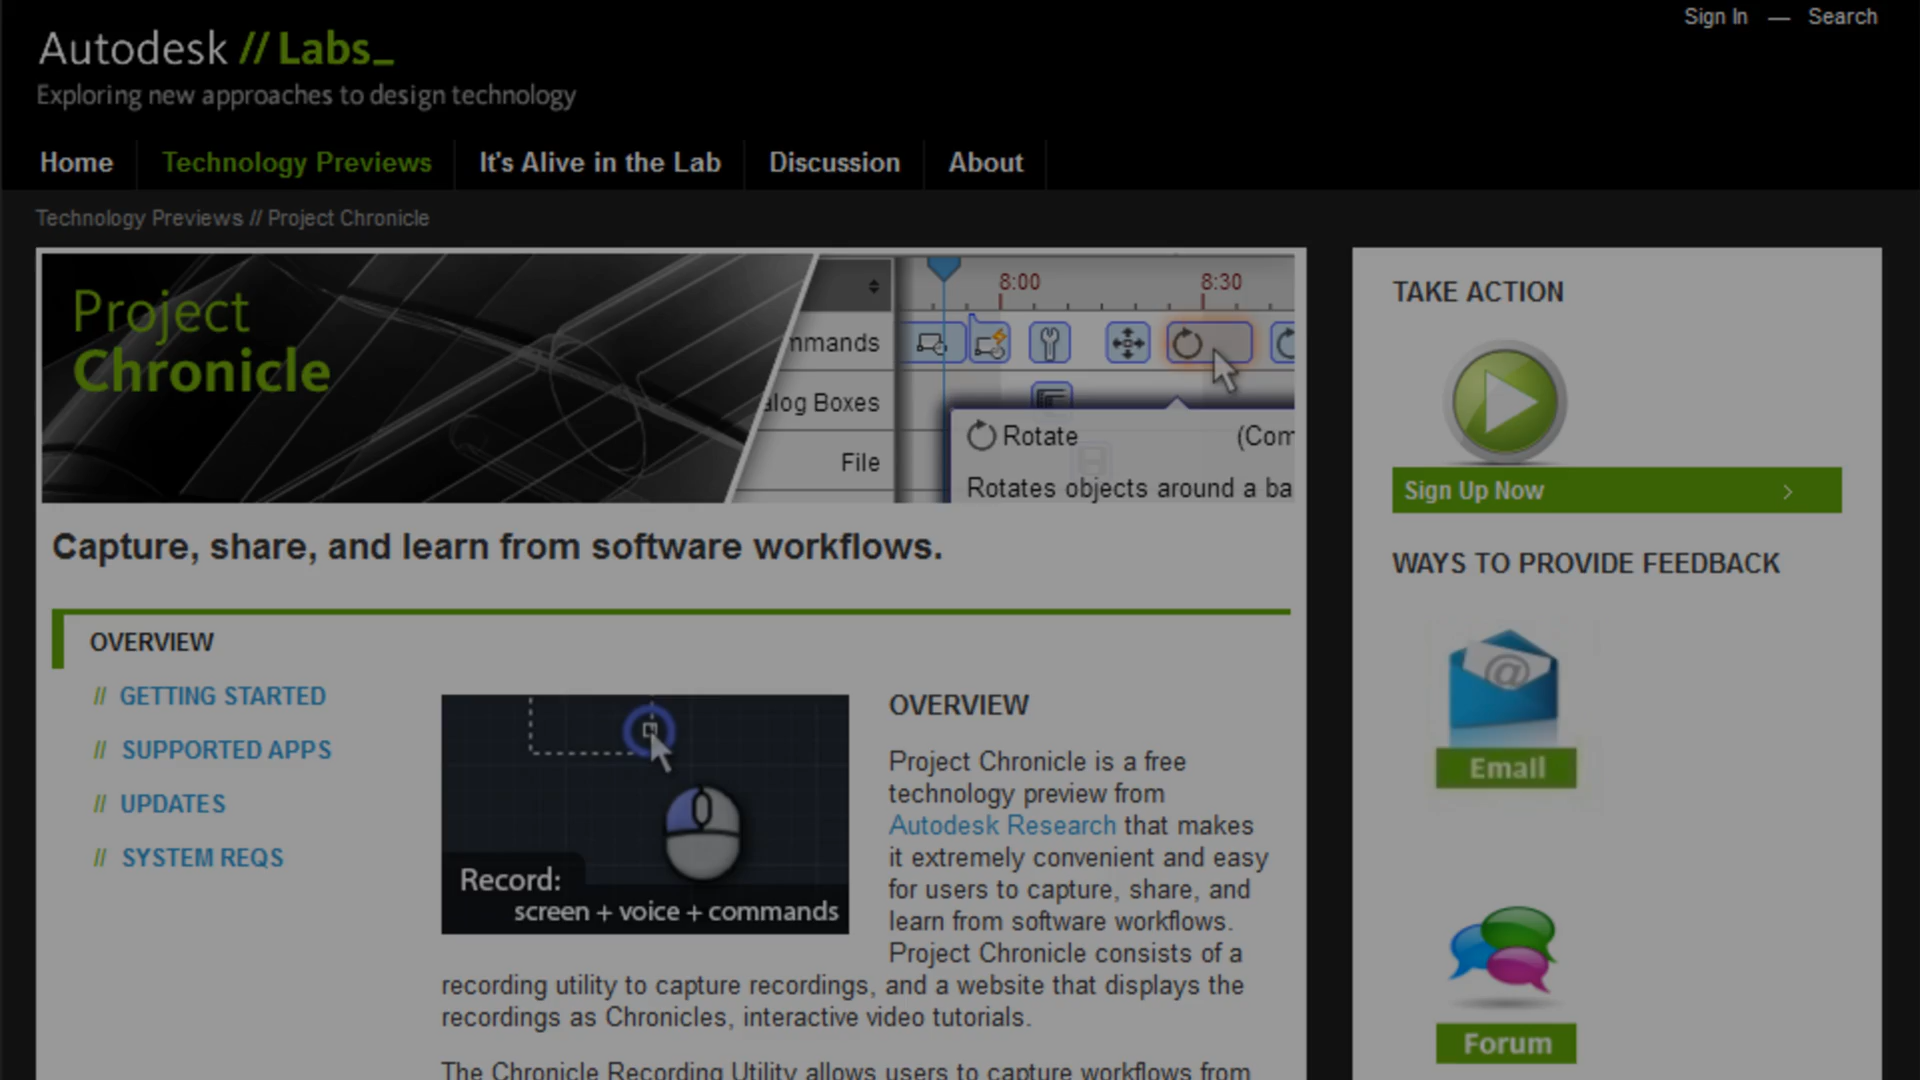 Sign In — Search
Autodesk // Labs_
Exploring new approaches to design technology
Home
Technology Previews
It's Alive in the Lab
Discussion
About
Technology Previews // Project Chronicle
Project
Chronicle
8:00
8:30
mmands
alog Boxes
File
Rotate
(Com
Rotates objects around a ba
Capture, share, and learn from software workflows.
OVERVIEW
// GETTING STARTED
// SUPPORTED APPS
// UPDATES
// SYSTEM REQS
Record:
screen + voice + commands
OVERVIEW
Project Chronicle is a free
technology preview from
Autodesk Research that makes
it extremely convenient and easy
for users to capture, share, and
learn from software workflows.
Project Chronicle consists of a
recording utility to capture recordings, and a website that displays the
recordings as Chronicles, interactive video tutorials.
The Chronicle Recording Utility allows users to capture workflows from
TAKE ACTION
Sign Up Now >
WAYS TO PROVIDE FEEDBACK
@
Email
Forum